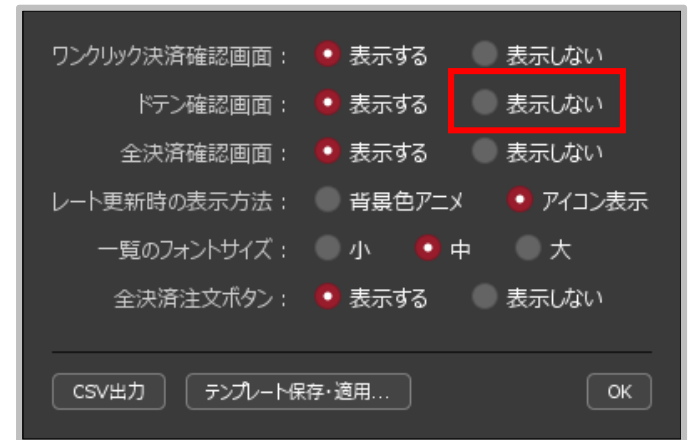 ワンクリック決済確認画面： 表示する 表示しない
ドテン確認画面： 表示する 表示しない
全決済確認画面： 表示する 表示しない
レート更新時の表示方法： 背景色アニメ アイコン表示
一覧のフォントサイズ： 小 中 大
全決済注文ボタン： 表示する 表示しない
CSV出力 テンプレート保存・適用... OK